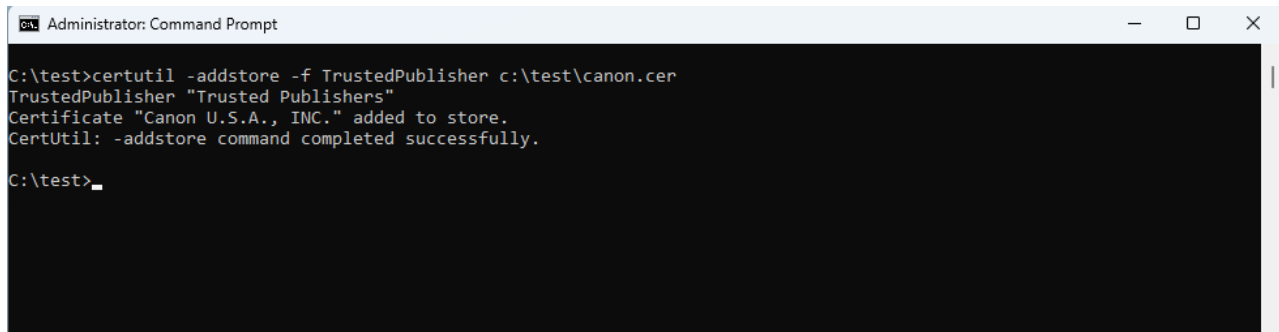 Administrator: Command Prompt
C:\test>certutil -addstore -f TrustedPublisher c:\test\canon.cer
TrustedPublisher "Trusted Publishers"
Certificate "Canon U.S.A., INC." added to store.
CertUtil: -addstore command completed successfully.
C:\test>